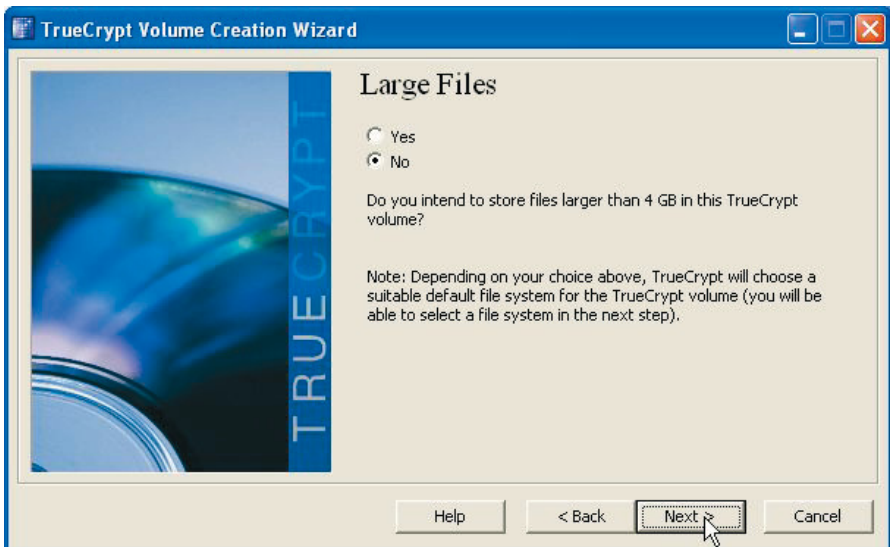 TrueCrypt Volume Creation Wizard
Large Files
TRUECRYPT
Yes
No
Do you intend to store files larger than 4 GB in this TrueCrypt
volume?
Note: Depending on your choice above, TrueCrypt will choose a
suitable default file system for the TrueCrypt volume (you will be
able to select a file system in the next step).
Help
< Back
Next >
Cancel